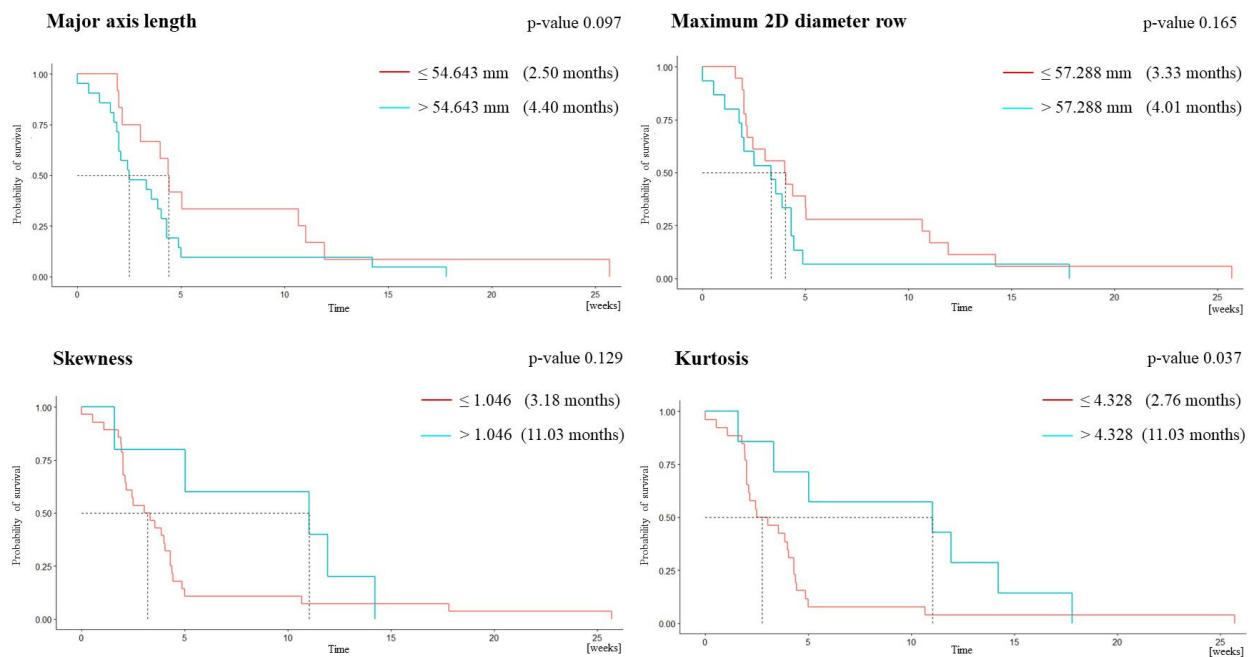 Major axis length
p-value 0.097
≤ 54.643 mm (2.50 months)
> 54.643 mm (4.40 months)
Probability of survival
1.00
0.75
0.50
0.25
0.00
0 5 10 15 20 25
Time
[weeks]
Maximum 2D diameter row
p-value 0.165
≤ 57.288 mm (3.33 months)
> 57.288 mm (4.01 months)
Probability of survival
1.00
0.75
0.50
0.25
0.00
0 5 10 15 20 25
Time
[weeks]
Skewness
p-value 0.129
≤ 1.046 (3.18 months)
> 1.046 (11.03 months)
Probability of survival
1.00
0.75
0.50
0.25
0.00
0 5 10 15 20 25
Time
[weeks]
Kurtosis
p-value 0.037
≤ 4.328 (2.76 months)
> 4.328 (11.03 months)
Probability of survival
1.00
0.75
0.50
0.25
0.00
0 5 10 15 20 25
Time
[weeks]